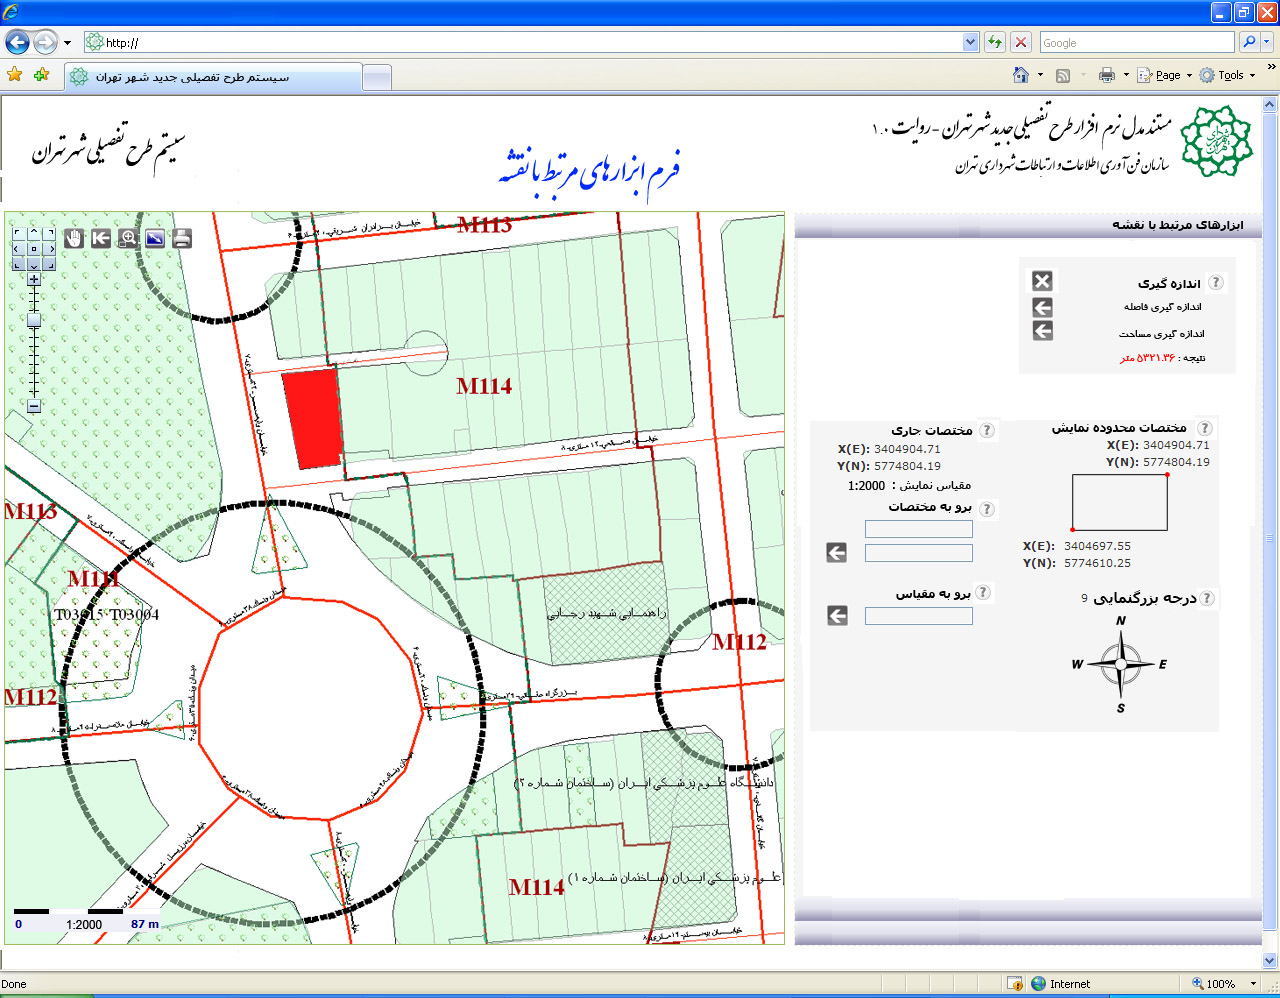 http://
Google
سیستم طرح تفصیلی جدید شهر تهران
Page
Tools
مستند مدل نرم افزار طرح تفصیلی جدید شهر تهران - روایت ۱.۰
سازمان فن آوری اطلاعات و ارتباطات شهرداری تهران
فرم ابزارهای مرتبط با نقشه
سیستم طرح تفصیلی شهر تهران
ابزارهای مرتبط با نقشه
اندازه گیری
اندازه گیری فاصله
اندازه گیری مساحت
نتیجه : ۵۳۲۱.۳۶ متر
مختصات محدوده نمایش
X(E): 3404904.71
Y(N): 5774804.19
X(E): 3404697.55
Y(N): 5774610.25
درجه بزرگنمایی 9
N
W
E
S
مختصات جاری
X(E): 3404904.71
Y(N): 5774804.19
مقیاس نمایش : 1:2000
برو به مختصات
برو به مقیاس
M113
M114
M113
M111
T03015 T03004
M112
M112
راهنمایی شهید رجایی
دانشگاه علوم پزشکی ایران (ساختمان شماره ۲)
علوم پزشکی ایران (ساختمان شماره ۱)
M114
0
1:2000
87 m
Done
Internet
100%